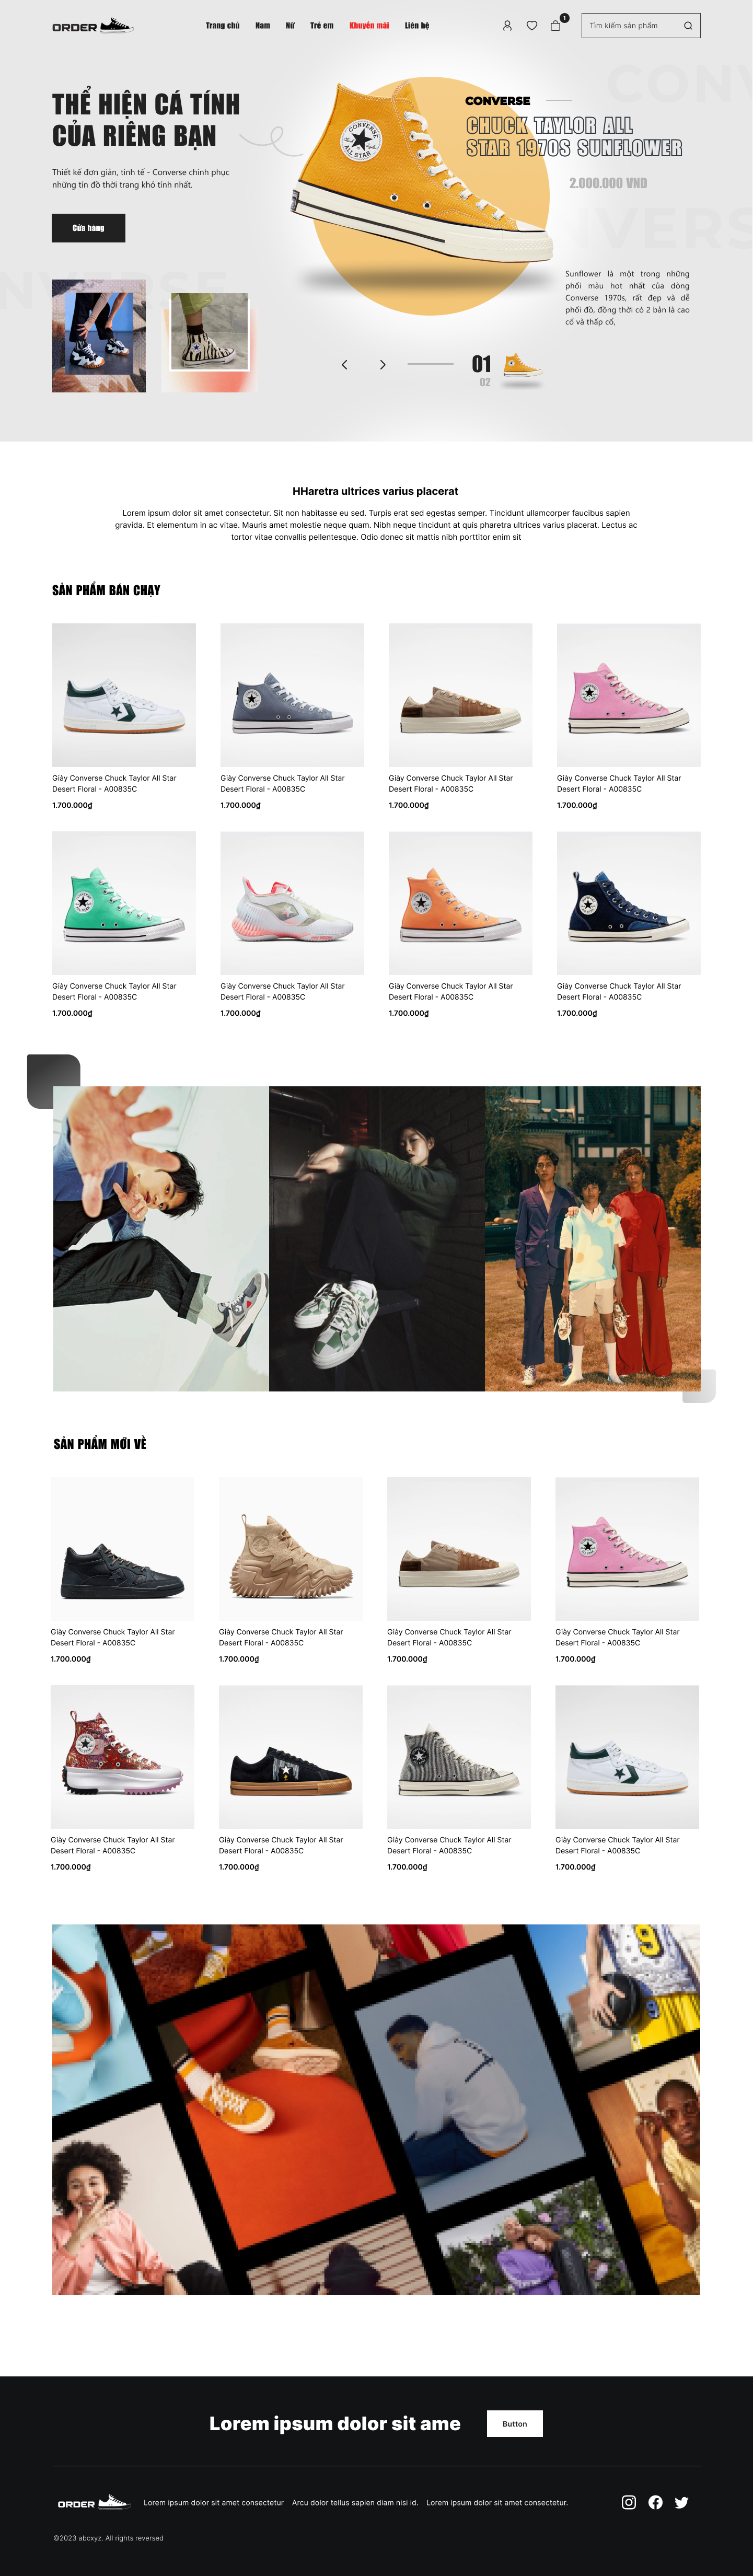 ORDER
Trang chủ
Nam
Nữ
Trẻ em
Khuyến mãi
Liên hệ
1
Tìm kiếm sản phẩm
THỂ HIỆN CÁ TÍNH
CỦA RIÊNG BẠN
Thiết kế đơn giản, tinh tế - Converse chinh phục
những tín đồ thời trang khó tính nhất.
Cửa hàng
CONVERSE
CHUCK TAYLOR ALL
STAR 1970S SUNFLOWER
2.000.000 VND
Sunflower là một trong những
phối màu hot nhất của dòng
Converse 1970s, rất đẹp và dễ
phối đồ, đồng thời có 2 bản là cao
cổ và thấp cổ,
01
02
HHaretra ultrices varius placerat
Lorem ipsum dolor sit amet consectetur. Sit non habitasse eu sed. Turpis erat sed egestas semper. Tincidunt ullamcorper faucibus sapien
gravida. Et elementum in ac vitae. Mauris amet molestie neque quam. Nibh neque tincidunt at quis pharetra ultrices varius placerat. Lectus ac
tortor vitae convallis pellentesque. Odio donec sit mattis nibh porttitor enim sit
SẢN PHẨM BÁN CHẠY
Giày Converse Chuck Taylor All Star
Desert Floral - A00835C
1.700.000₫
Giày Converse Chuck Taylor All Star
Desert Floral - A00835C
1.700.000₫
Giày Converse Chuck Taylor All Star
Desert Floral - A00835C
1.700.000₫
Giày Converse Chuck Taylor All Star
Desert Floral - A00835C
1.700.000₫
Giày Converse Chuck Taylor All Star
Desert Floral - A00835C
1.700.000₫
Giày Converse Chuck Taylor All Star
Desert Floral - A00835C
1.700.000₫
Giày Converse Chuck Taylor All Star
Desert Floral - A00835C
1.700.000₫
Giày Converse Chuck Taylor All Star
Desert Floral - A00835C
1.700.000₫
SẢN PHẨM MỚI VỀ
Giày Converse Chuck Taylor All Star
Desert Floral - A00835C
1.700.000₫
Giày Converse Chuck Taylor All Star
Desert Floral - A00835C
1.700.000₫
Giày Converse Chuck Taylor All Star
Desert Floral - A00835C
1.700.000₫
Giày Converse Chuck Taylor All Star
Desert Floral - A00835C
1.700.000₫
Giày Converse Chuck Taylor All Star
Desert Floral - A00835C
1.700.000₫
Giày Converse Chuck Taylor All Star
Desert Floral - A00835C
1.700.000₫
Giày Converse Chuck Taylor All Star
Desert Floral - A00835C
1.700.000₫
Giày Converse Chuck Taylor All Star
Desert Floral - A00835C
1.700.000₫
Lorem ipsum dolor sit ame
Button
ORDER
Lorem ipsum dolor sit amet consectetur
Arcu dolor tellus sapien diam nisi id.
Lorem ipsum dolor sit amet consectetur.
©2023 abcxyz. All rights reversed